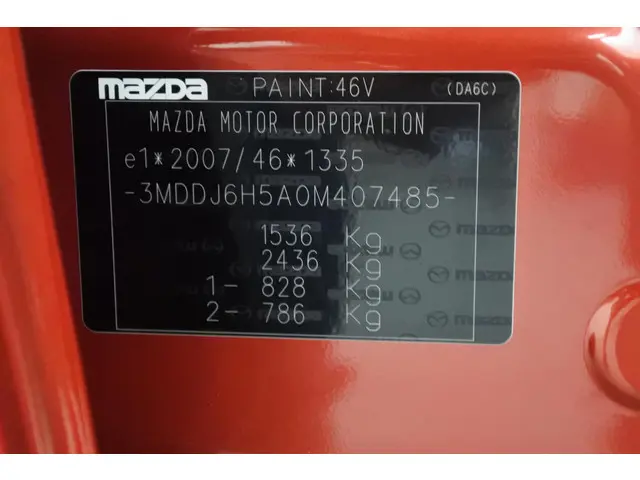 mazda PAINT:46V (DA6C)
MAZDA MOTOR CORPORATION
e1*2007/46*1335
-3MDDJ6H5A0M407485-
1536 Kg
2436 Kg
1- 828 Kg
2- 786 Kg